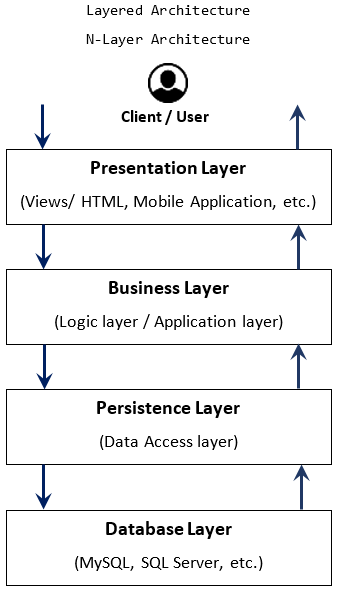 Layered Architecture
N-Layer Architecture
Client / User
Presentation Layer
(Views/ HTML, Mobile Application, etc.)
Business Layer
(Logic layer / Application layer)
Persistence Layer
(Data Access layer)
Database Layer
(MySQL, SQL Server, etc.)